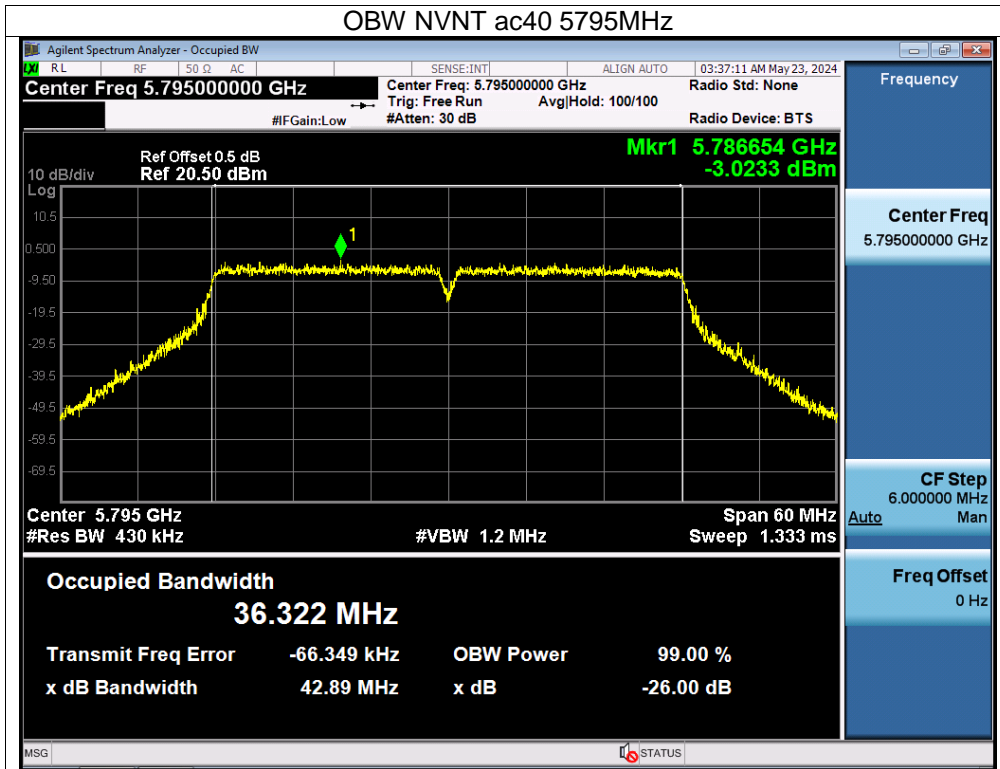 OBW NVNT ac40 5795MHz
Agilent Spectrum Analyzer - Occupied BW
LXI RL RF 50 Ω AC SENSE:INT ALIGN AUTO 03:37:11 AM May 23, 2024
Center Freq 5.795000000 GHz
#IFGain:Low
Center Freq: 5.795000000 GHz
Trig: Free Run Avg|Hold: 100/100
#Atten: 30 dB
Radio Std: None
Radio Device: BTS
Mkr1 5.786654 GHz
-3.0233 dBm
Ref Offset 0.5 dB
10 dB/div Ref 20.50 dBm
Log
10.5
0.500
-9.50
-19.5
-29.5
-39.5
-49.5
-59.5
-69.5
1
Center 5.795 GHz Span 60 MHz
#Res BW 430 kHz #VBW 1.2 MHz Sweep 1.333 ms
Occupied Bandwidth
36.322 MHz
Transmit Freq Error -66.349 kHz OBW Power 99.00 %
x dB Bandwidth 42.89 MHz x dB -26.00 dB
MSG STATUS
Frequency
Center Freq
5.795000000 GHz
CF Step
6.000000 MHz
Auto Man
Freq Offset
0 Hz